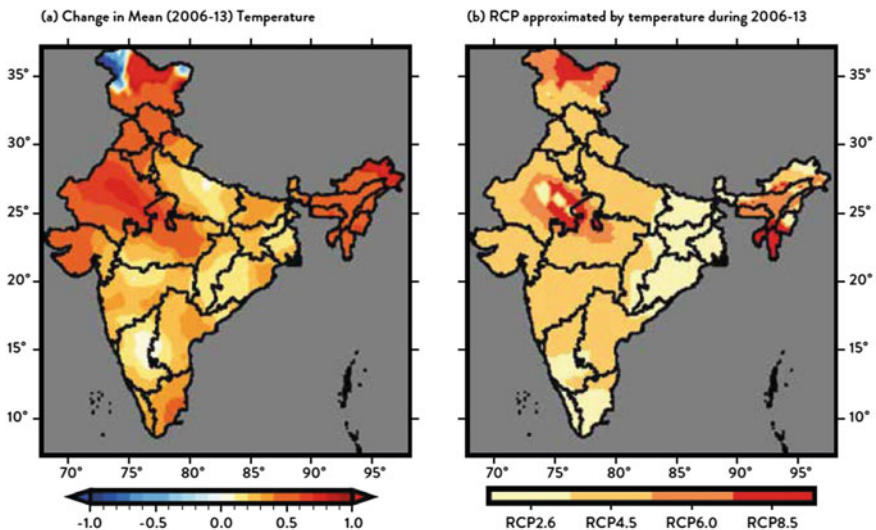 (a) Change in Mean (2006-13) Temperature
(b) RCP approximated by temperature during 2006-13
35°
30°
25°
20°
15°
10°
70° 75° 80° 85° 90° 95°
-1.0 -0.5 0.0 0.5 1.0
35°
30°
25°
20°
15°
10°
70° 75° 80° 85° 90° 95°
RCP2.6 RCP4.5 RCP6.0 RCP8.5